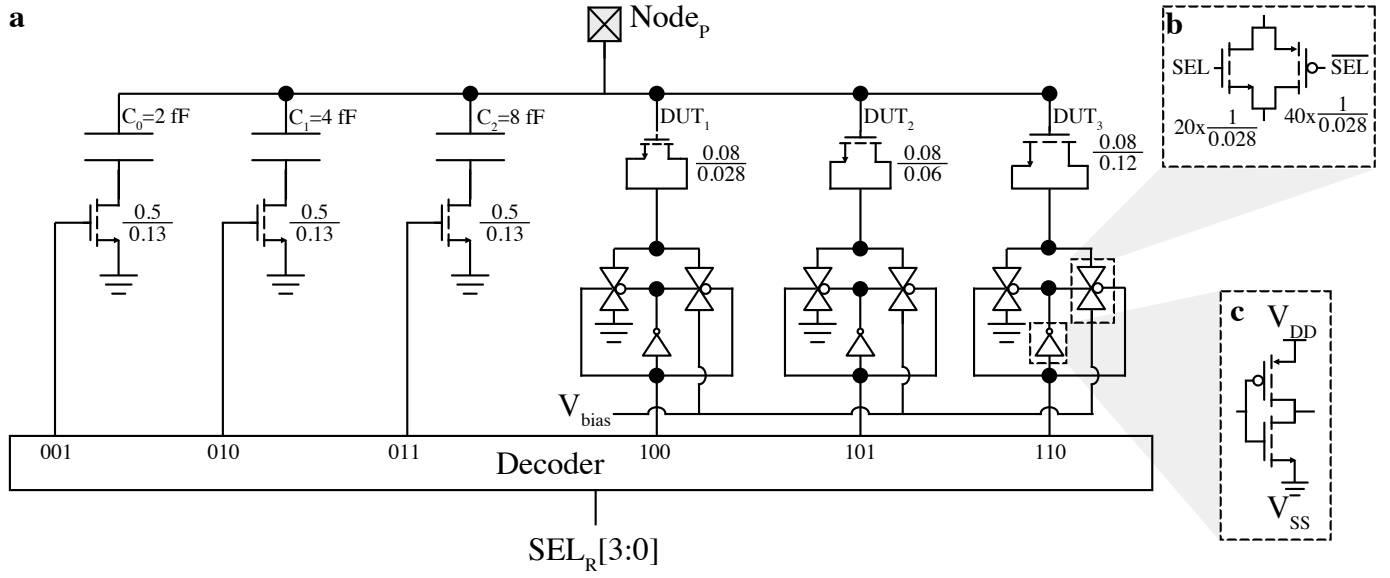 a
Node_P
b
SEL
SEL
20x 1/0.028
40x 1/0.028
C_0=2 fF
C_1=4 fF
C_2=8 fF
DUT_1
DUT_2
DUT_3
0.08/0.028
0.08/0.06
0.08/0.12
0.5/0.13
0.5/0.13
0.5/0.13
c
V_DD
V_SS
V_bias
001
010
011
100
101
110
Decoder
SEL_R[3:0]